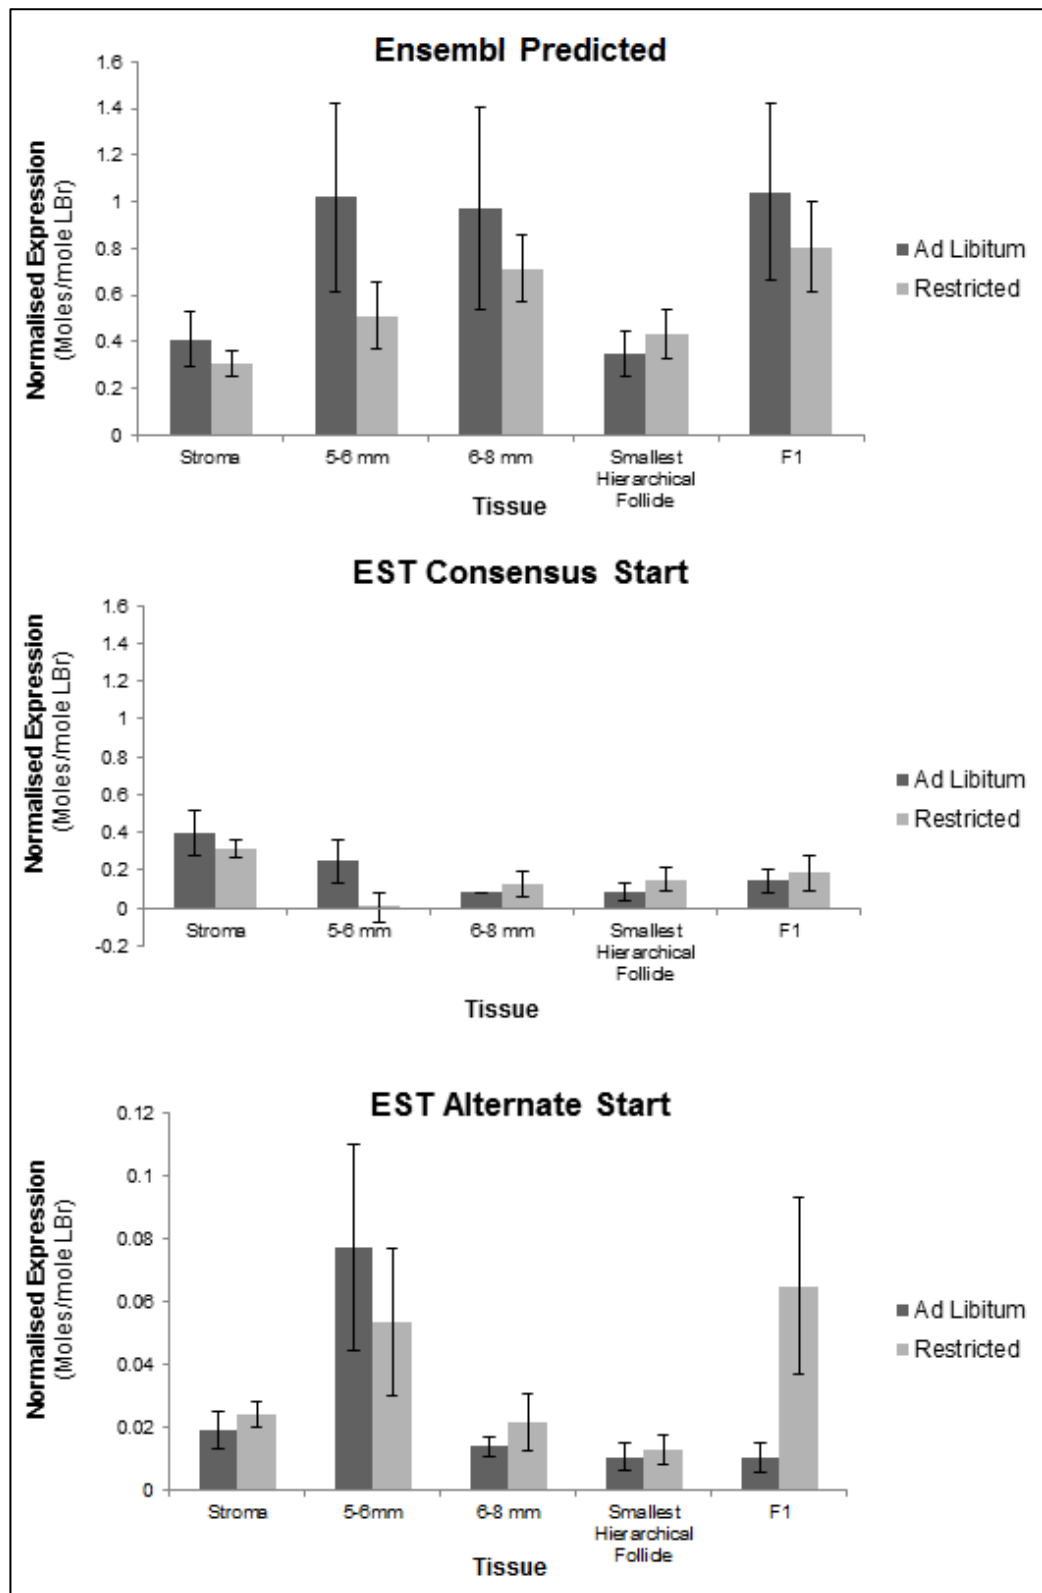 Ensembl Predicted
Normalised Expression
(Moles/mole LBr)
1.6
1.4
1.2
1
0.8
0.6
0.4
0.2
0
Stroma
5-6 mm
6-8 mm
Smallest
Hierarchical
Follicle
F1
Tissue
Ad Libitum
Restricted
EST Consensus Start
Normalised Expression
(Moles/mole LBr)
1.6
1.4
1.2
1
0.8
0.6
0.4
0.2
0
-0.2
Stroma
5-6 mm
6-8 mm
Smallest
Hierarchical
Follicle
F1
Tissue
Ad Libitum
Restricted
EST Alternate Start
Normalised Expression
(Moles/mole LBr)
0.12
0.1
0.08
0.06
0.04
0.02
0
Stroma
5-6mm
6-8 mm
Smallest
Hierarchical
Follicle
F1
Tissue
Ad Libitum
Restricted